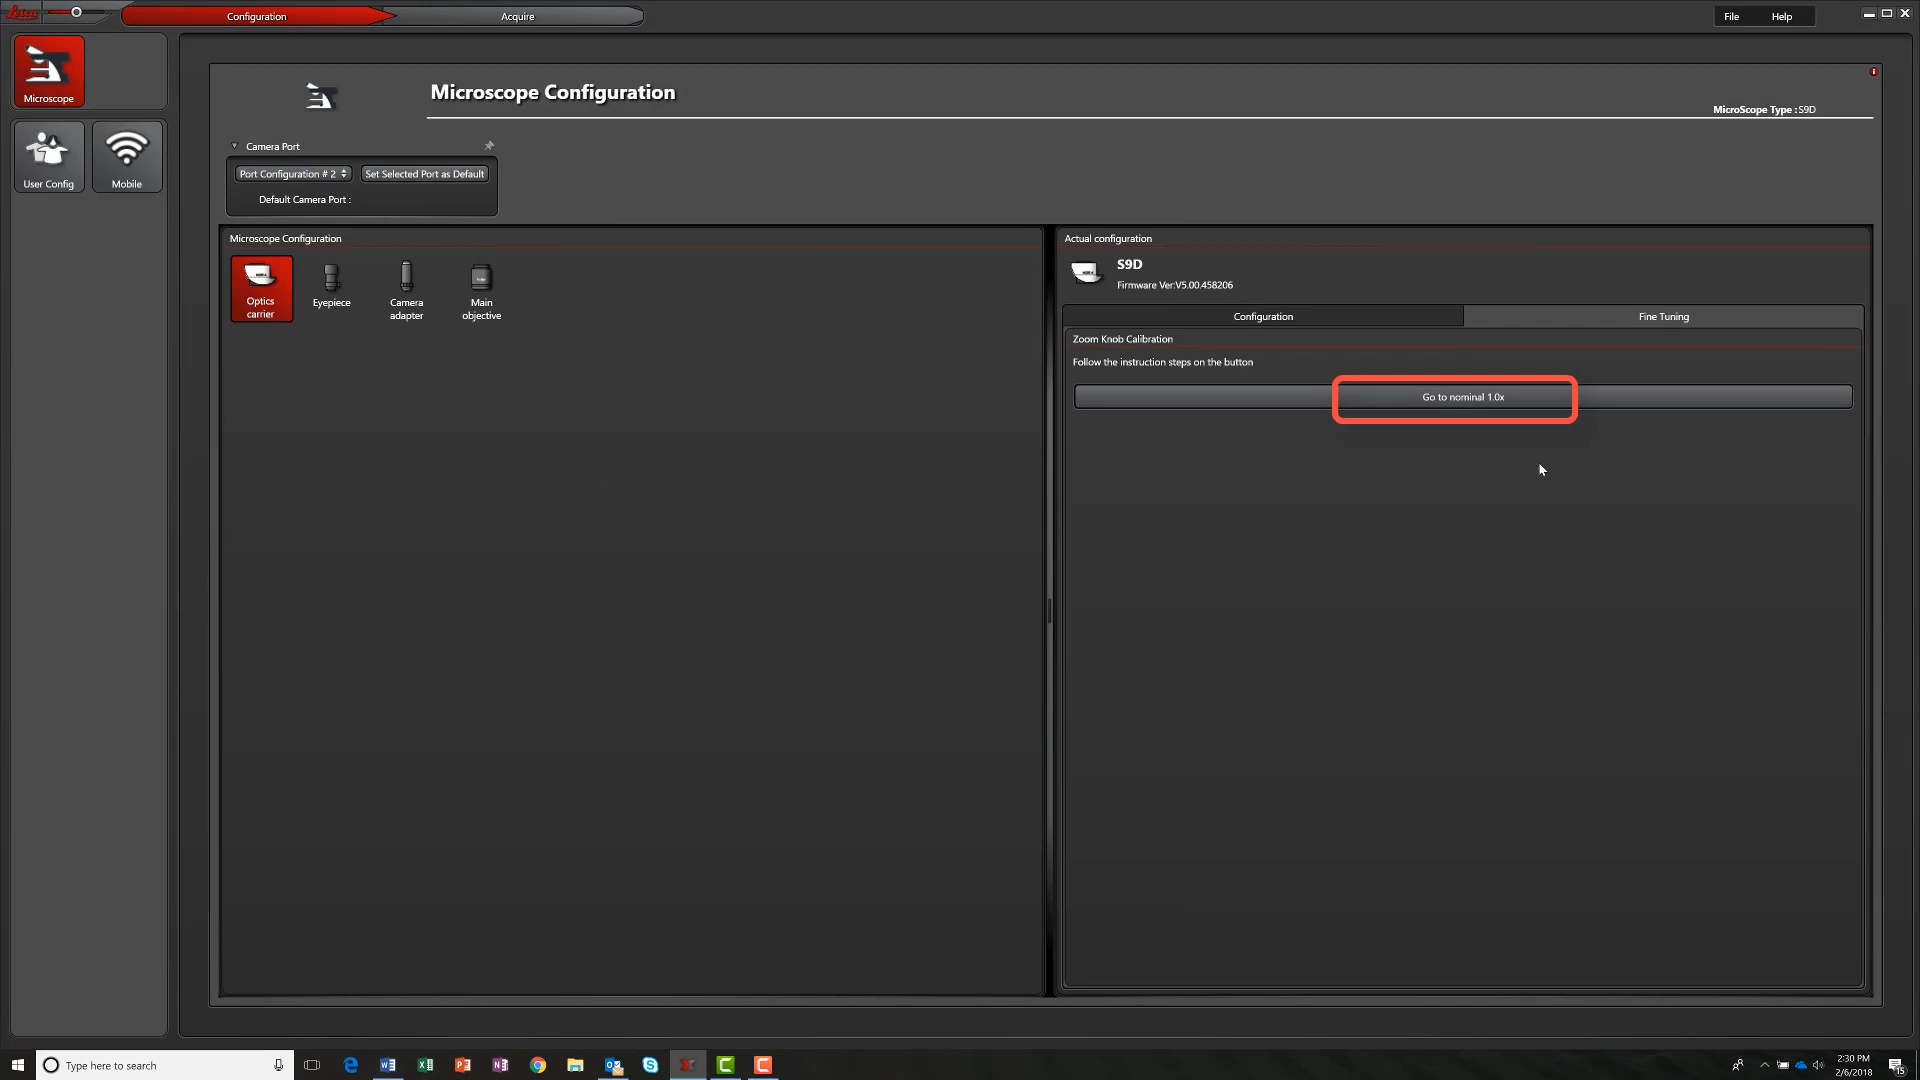 Leica
Configuration
Acquire
File
Help
Microscope
User Config
Mobile
Microscope Configuration
MicroScope Type : S9D
Camera Port
Port Configuration # 2
Set Selected Port as Default
Default Camera Port :
Microscope Configuration
Optics
carrier
Eyepiece
Camera
adapter
Main
objective
Actual configuration
S9D
Firmware Ver:V5.00.458206
Configuration
Fine Tuning
Zoom Knob Calibration
Follow the instruction steps on the button
Go to nominal 1.0x
Type here to search
2:30 PM
2/6/2018
15